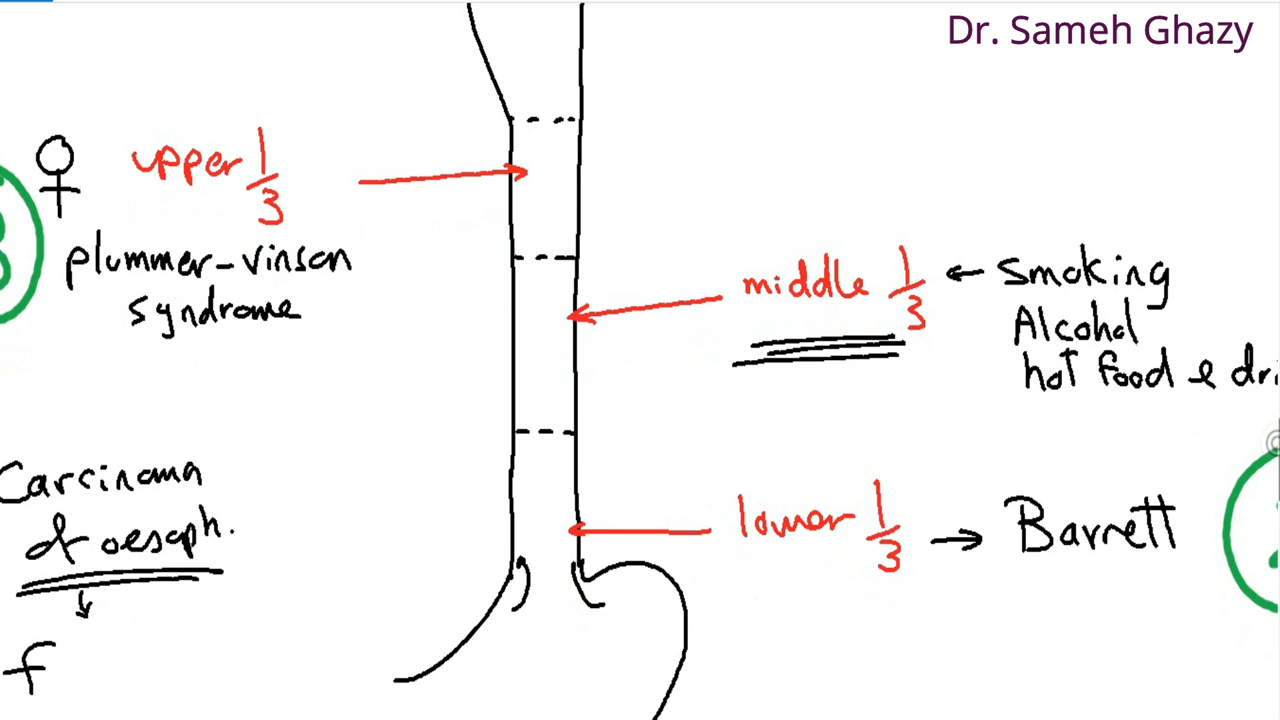 Dr. Sameh Ghazy
upper 1/3
plummer-vinson
syndrome
middle 1/3 ← Smoking
Alcohol
hot food & dri
Carcinoma
of oesoph.
lower 1/3 → Barrett
f